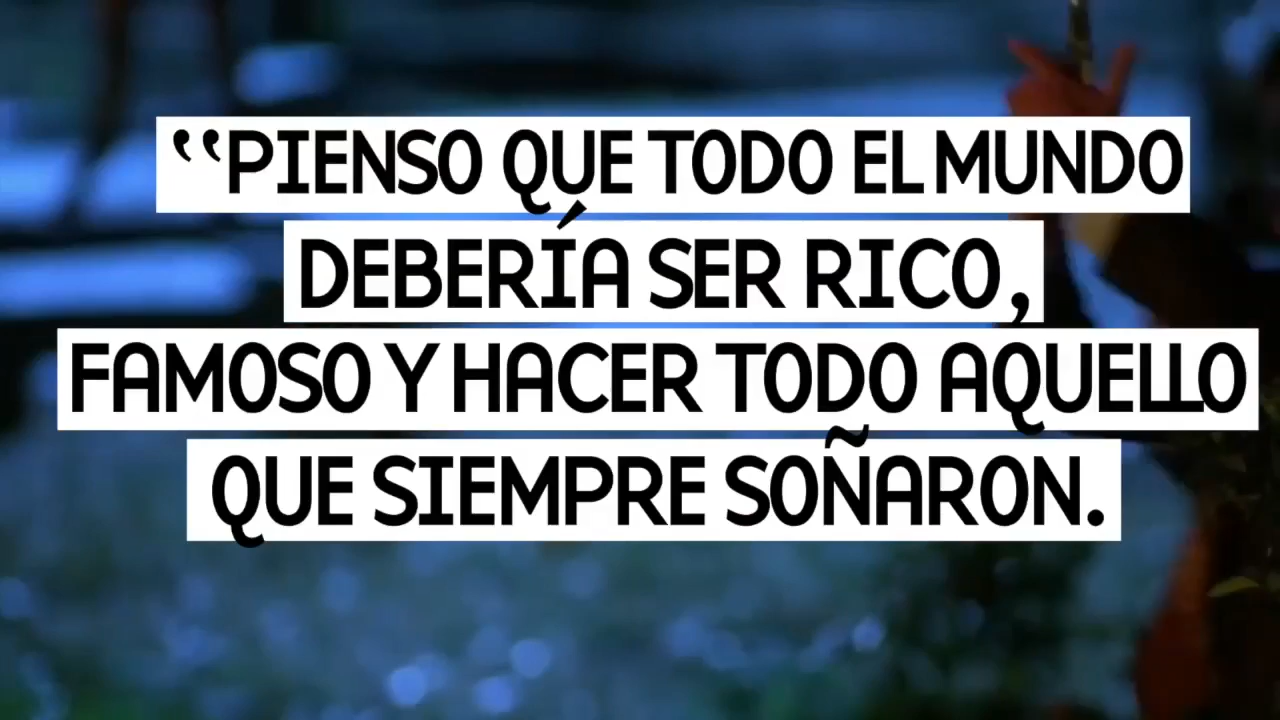 “PIENSO QUE TODO EL MUNDO
DEBERÍA SER RICO,
FAMOSO Y HACER TODO AQUELLO
QUE SIEMPRE SOÑARON.